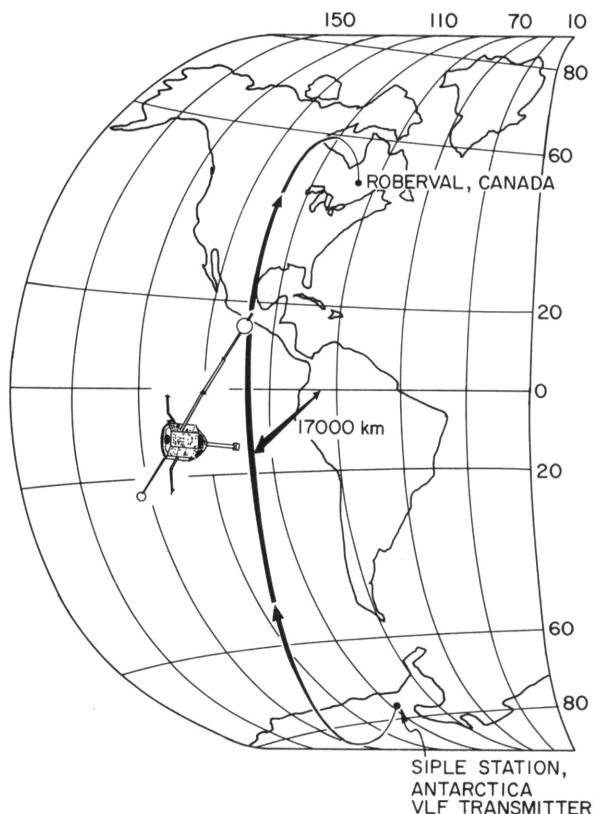 150 110 70 10
80
60
ROBERVAL, CANADA
20
0
17000 km
20
60
80
SIPLE STATION,
ANTARCTICA
VLF TRANSMITTER